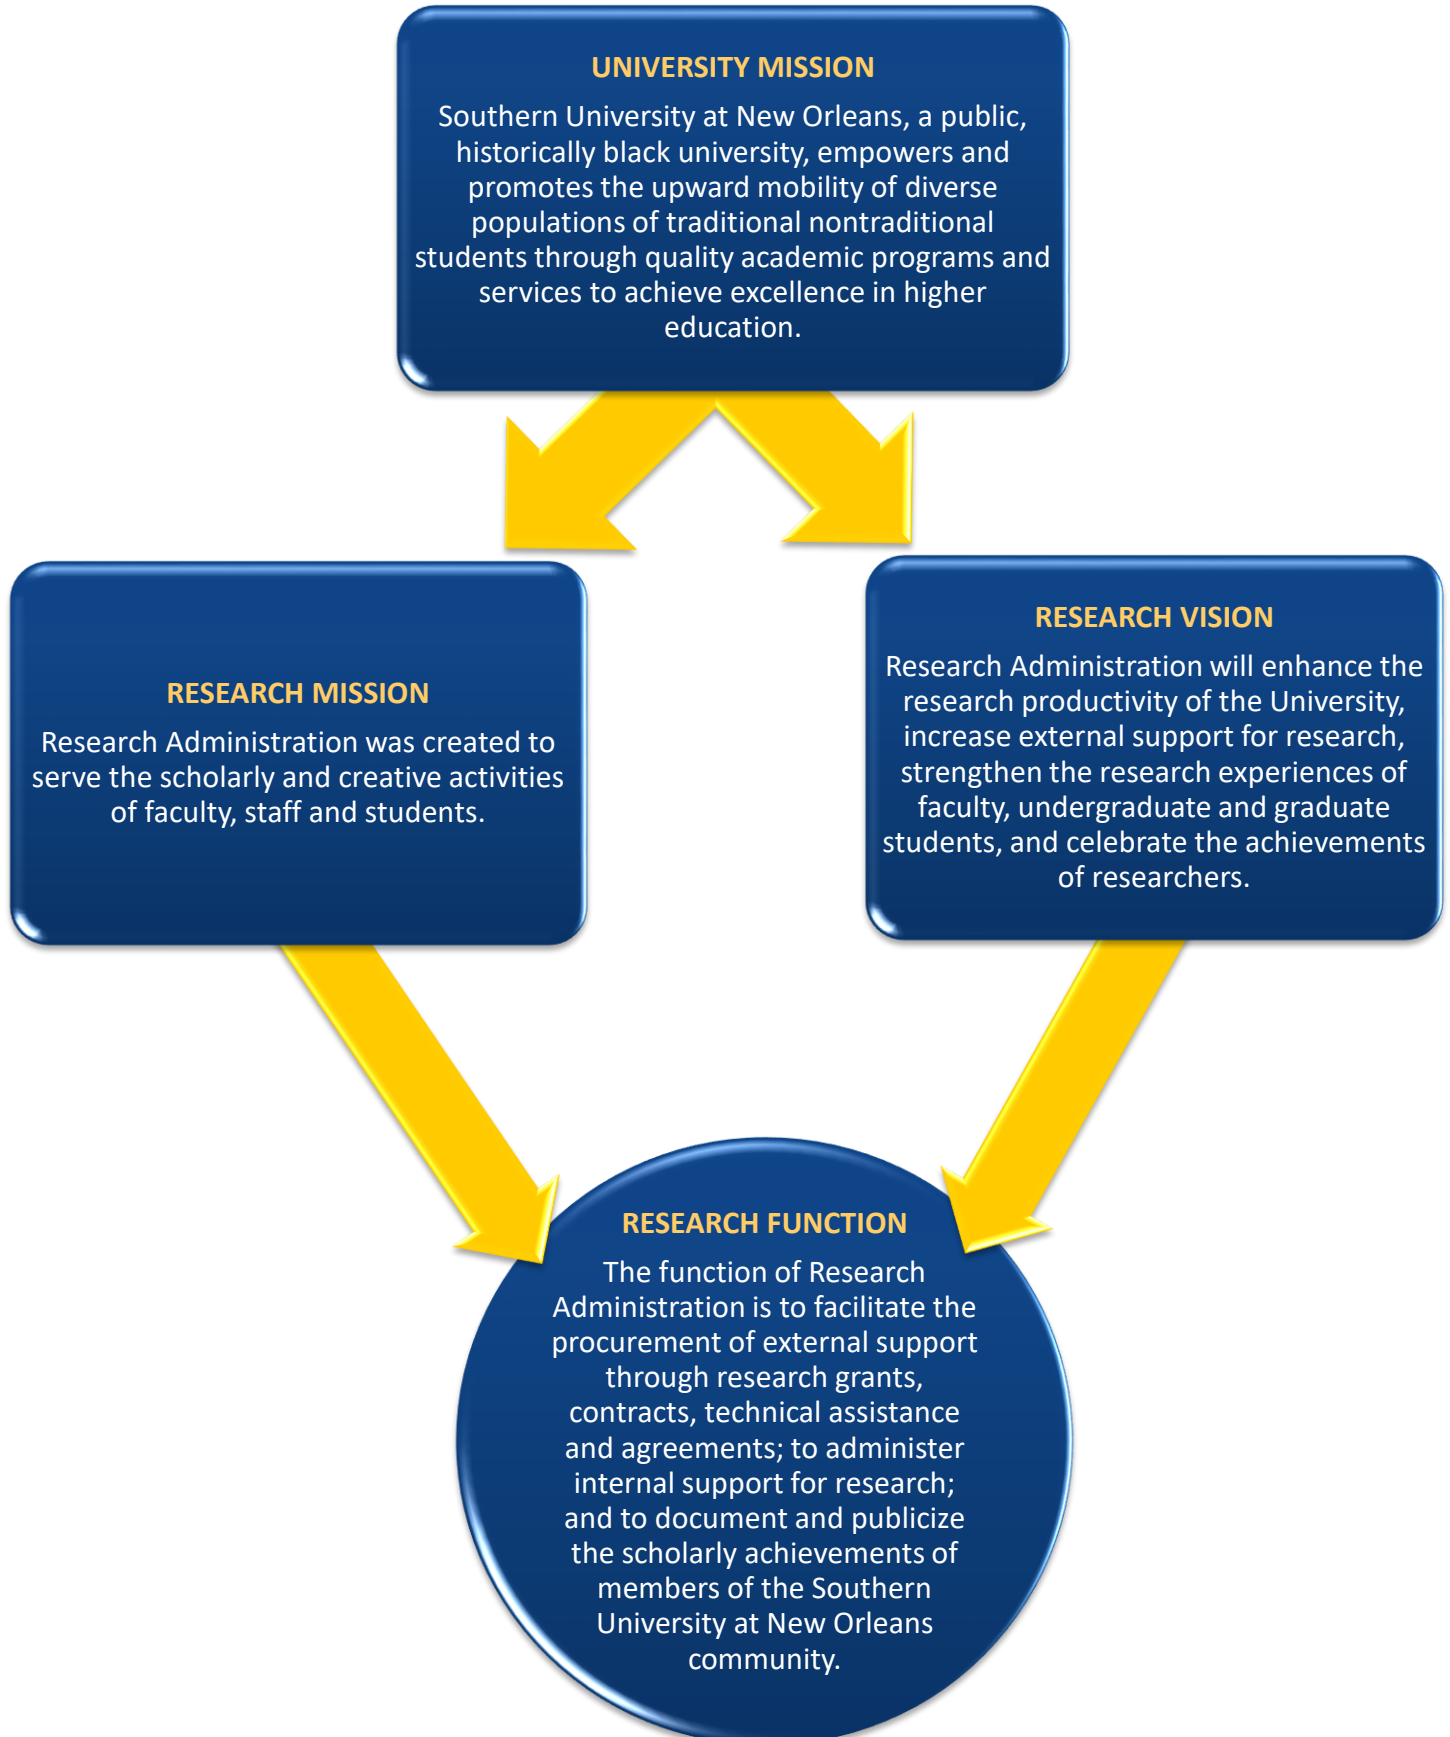 UNIVERSITY MISSION
Southern University at New Orleans, a public,
historically black university, empowers and
promotes the upward mobility of diverse
populations of traditional nontraditional
students through quality academic programs and
services to achieve excellence in higher
education.
RESEARCH MISSION
Research Administration was created to
serve the scholarly and creative activities
of faculty, staff and students.
RESEARCH VISION
Research Administration will enhance the
research productivity of the University,
increase external support for research,
strengthen the research experiences of
faculty, undergraduate and graduate
students, and celebrate the achievements
of researchers.
RESEARCH FUNCTION
The function of Research
Administration is to facilitate the
procurement of external support
through research grants,
contracts, technical assistance
and agreements; to administer
internal support for research;
and to document and publicize
the scholarly achievements of
members of the Southern
University at New Orleans
community.